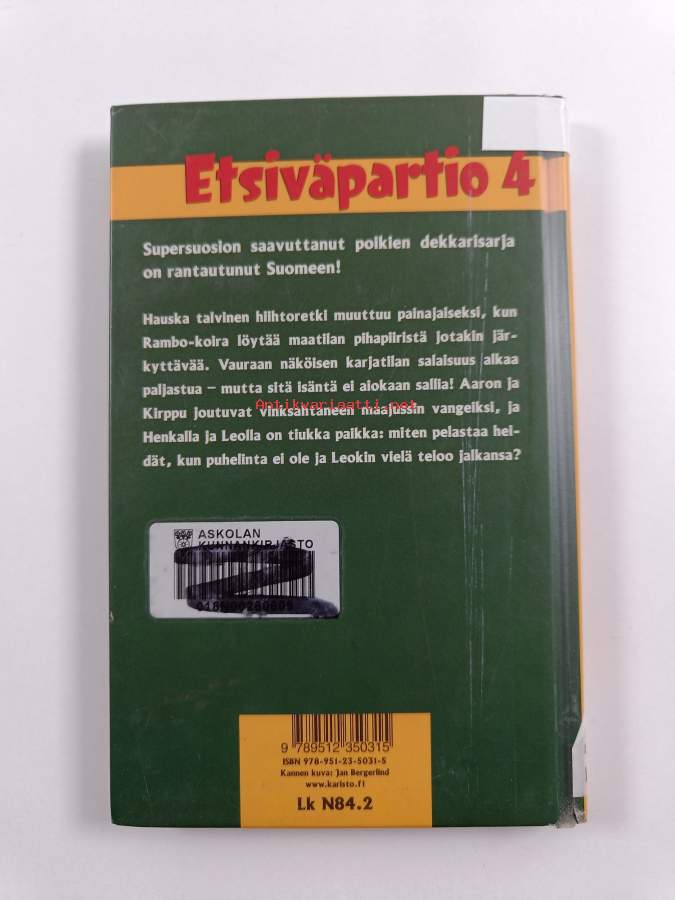 Etsiväpartio 4
Supersuosion saavuttanut poikien dekkarisarja
on rantautunut Suomeen!
Hauska talvinen hiihtoretki muuttuu painajaiseksi, kun
Rambo-koira löytää maatilan pihapiiristä jotakin jär-
kyttävää. Vauraan näköisen karjatilan salaisuus alkaa
paljastua – mutta sitä isäntä ei aiokaan sallia! Aaron ja
Antikvariaatti.net
Kirppu joutuvat vinksahtaneen maajussin vangeiksi, ja
Henkalla ja Leolla on tiukka paikka: miten pelastaa hei-
dät, kun puhelinta ei ole ja Leokin vielä teloo jalkansa?
ASKOLAN
KUNNANKIRJASTO
9 789512 350315
ISBN 978-951-23-5031-5
Kannen kuva: Jan Bergerlind
www.karisto.fi
Lk N84.2